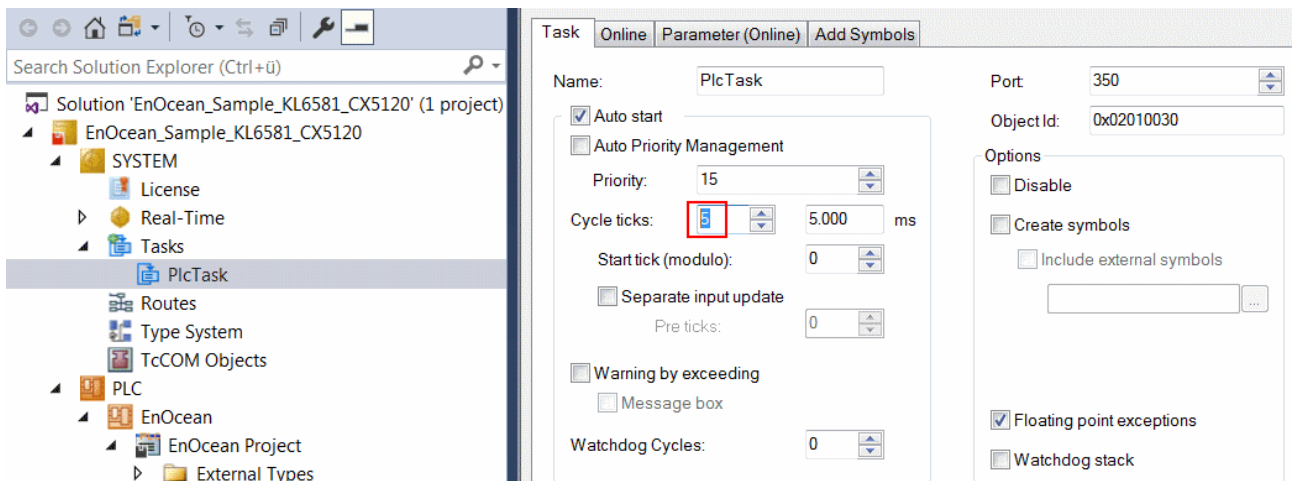 Search Solution Explorer (Ctrl+ü)
Solution 'EnOcean_Sample_KL6581_CX5120' (1 project)
EnOcean_Sample_KL6581_CX5120
SYSTEM
License
Real-Time
Tasks
PlcTask
Routes
Type System
TcCOM Objects
PLC
EnOcean
EnOcean Project
External Types
Task Online Parameter (Online) Add Symbols
Name: PlcTask
Auto start
Auto Priority Management
Priority: 15
Cycle ticks: 5 5.000 ms
Start tick (modulo): 0
Separate input update
Pre ticks: 0
Warning by exceeding
Message box
Watchdog Cycles: 0
Port: 350
Object Id: 0x02010030
Options
Disable
Create symbols
Include external symbols
...
Floating point exceptions
Watchdog stack